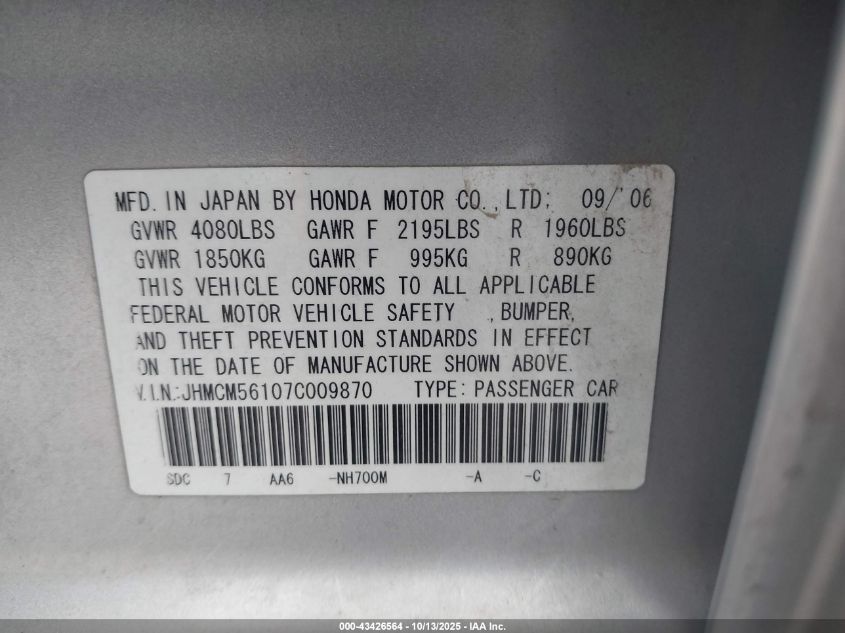 MFD. IN JAPAN BY HONDA MOTOR CO., LTD; 09/'06
GVWR 4080LBS GAWR F 2195LBS R 1960LBS
GVWR 1850KG GAWR F 995KG R 890KG
THIS VEHICLE CONFORMS TO ALL APPLICABLE
FEDERAL MOTOR VEHICLE SAFETY , BUMPER,
AND THEFT PREVENTION STANDARDS IN EFFECT
ON THE DATE OF MANUFACTURE SHOWN ABOVE.
V.I.N.:JHMCM56107C009870 TYPE: PASSENGER CAR
SDC 7 AA6 -NH700M -A -C
000-43426564 - 10/13/2025 - IAA Inc.